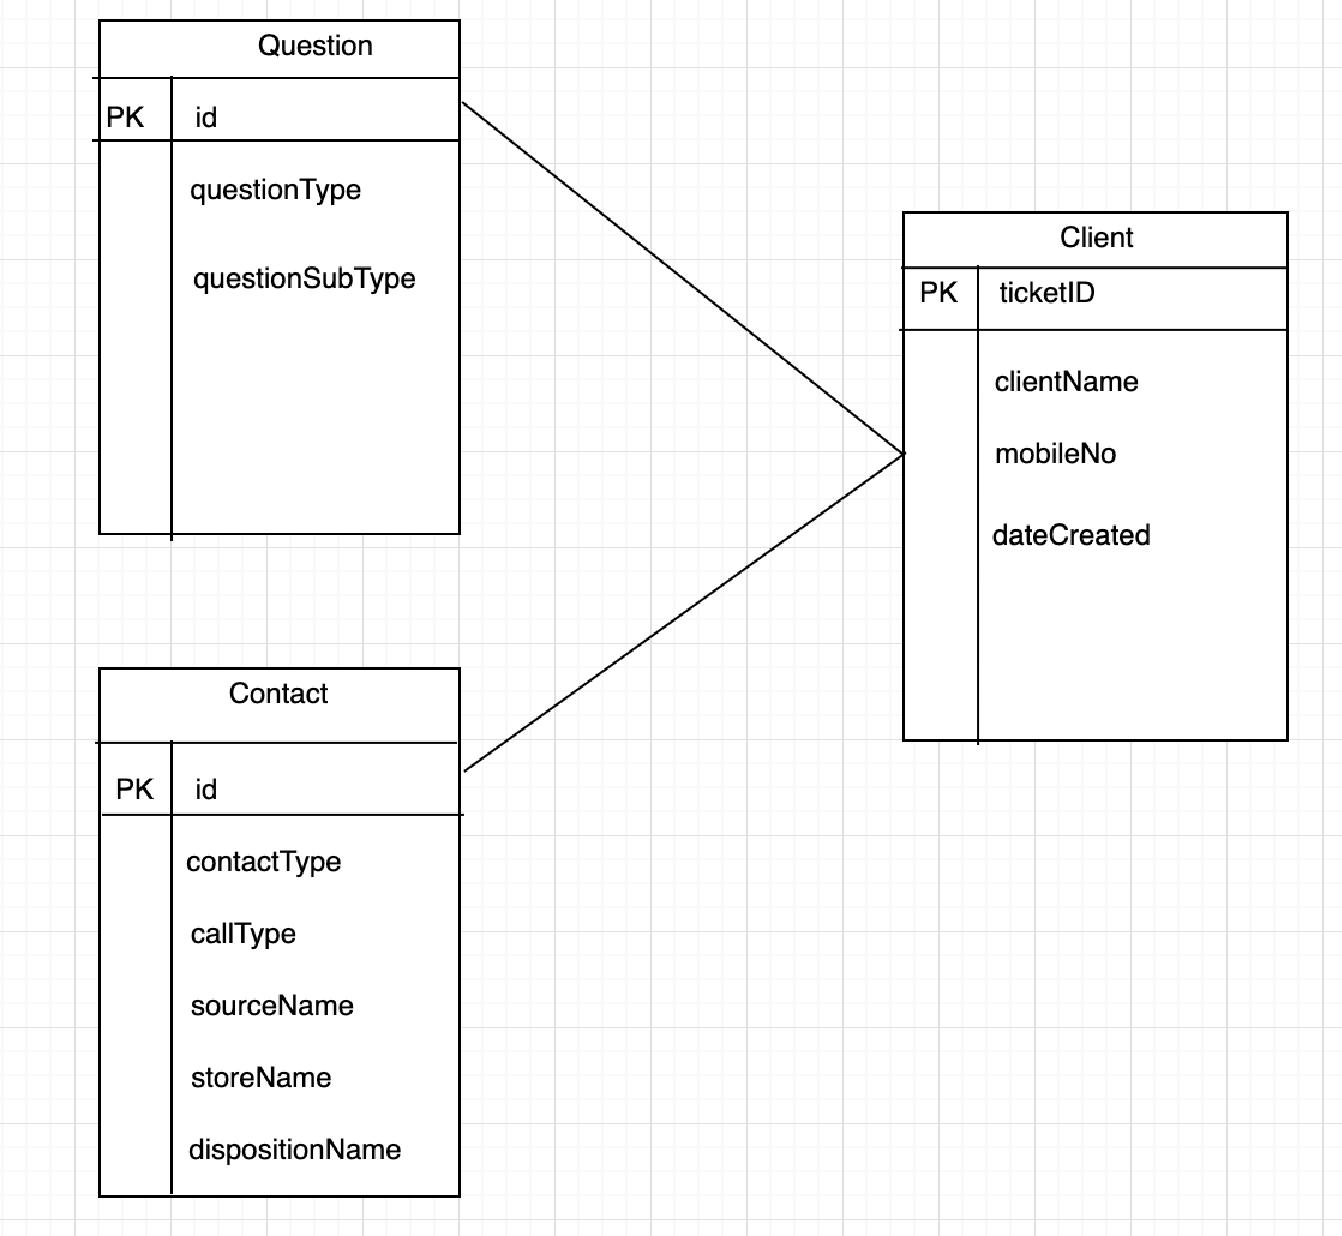 Question
PK id
questionType
questionSubType
Client
PK ticketID
clientName
mobileNo
dateCreated
Contact
PK id
contactType
callType
sourceName
storeName
dispositionName